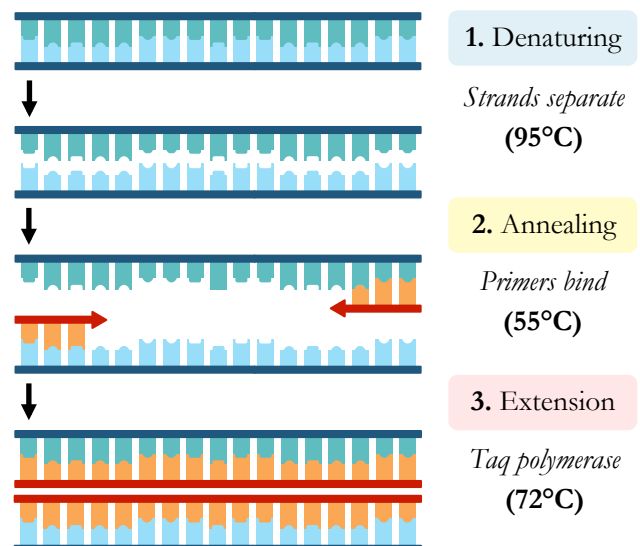 1. Denaturing
Strands separate
(95°C)
2. Annealing
Primers bind
(55°C)
3. Extension
Taq polymerase
(72°C)